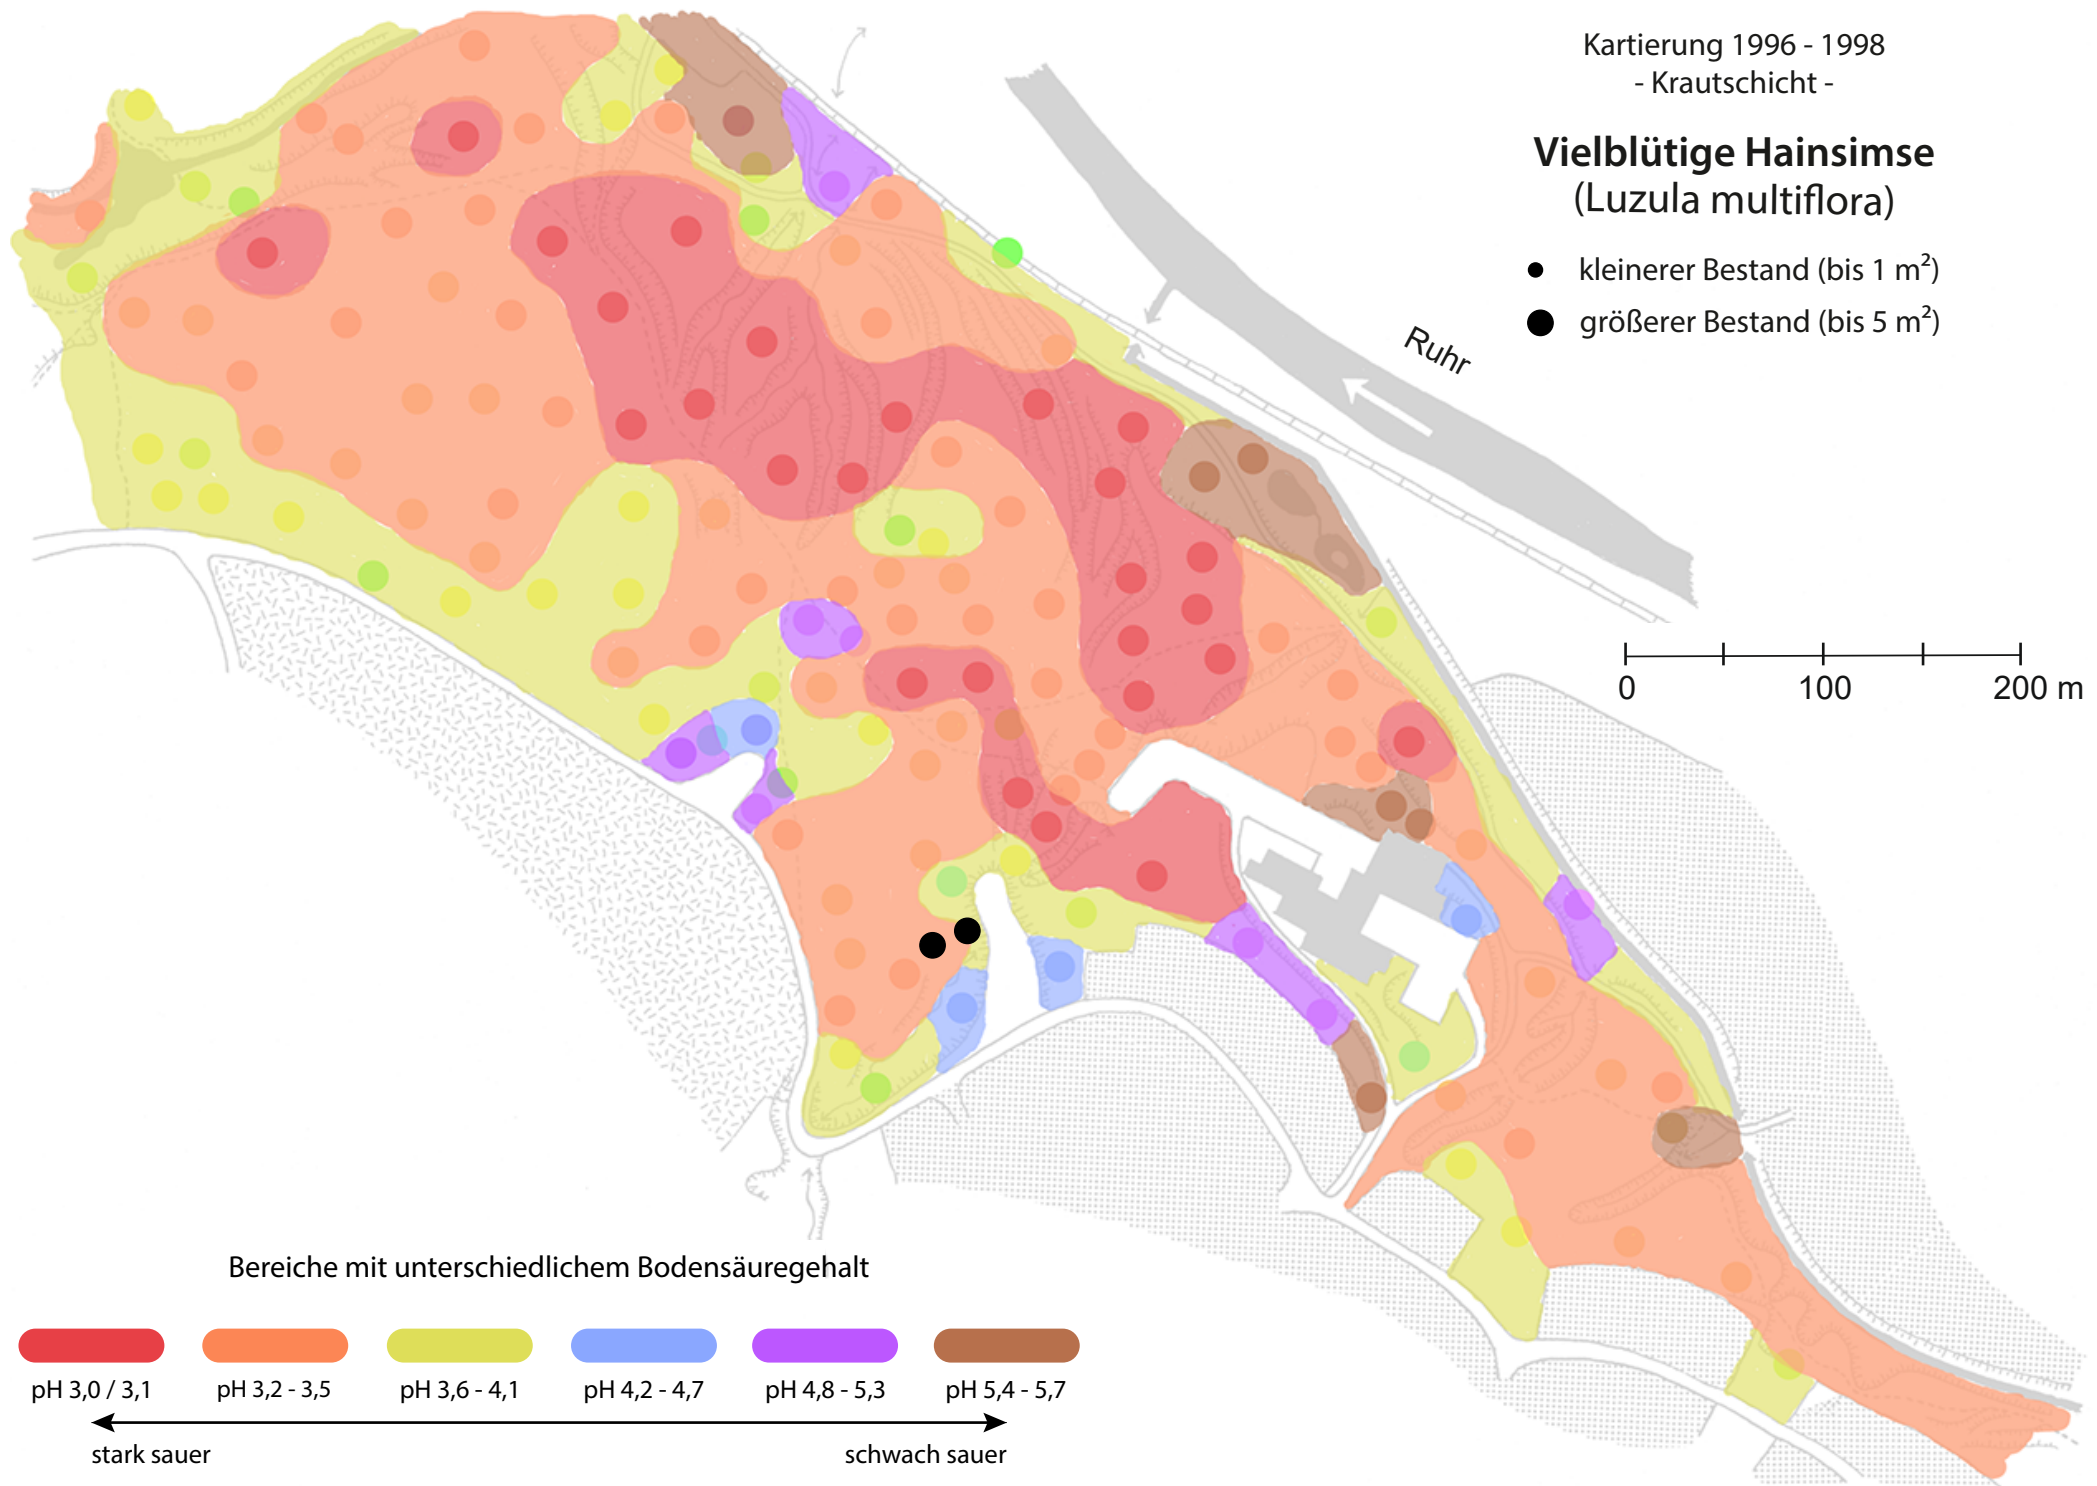 Kartierung 1996 - 1998
- Krautschicht -
Vielblütige Hainsimse
(Luzula multiflora)
kleinerer Bestand (bis 1 m²)
größerer Bestand (bis 5 m²)
Ruhr
0 100 200 m
Bereiche mit unterschiedlichem Bodensäuregehalt
pH 3,0 / 3,1 pH 3,2 - 3,5 pH 3,6 - 4,1 pH 4,2 - 4,7 pH 4,8 - 5,3 pH 5,4 - 5,7
stark sauer schwach sauer